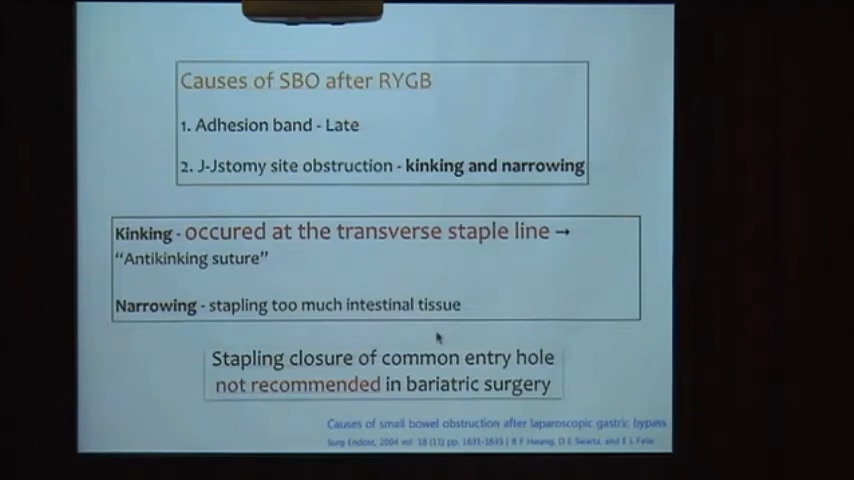 Causes of SBO after RYGB
1. Adhesion band - Late
2. J-Jstomy site obstruction - kinking and narrowing
Kinking - occured at the transverse staple line →
“Antikinking suture”
Narrowing - stapling too much intestinal tissue
Stapling closure of common entry hole
not recommended in bariatric surgery
Causes of small bowel obstruction after laparoscopic gastric bypass
Surg Endosc, 2004 vol. 18 (11) pp. 1631-1635 | R F Hwang, D E Swartz, and E L Felix